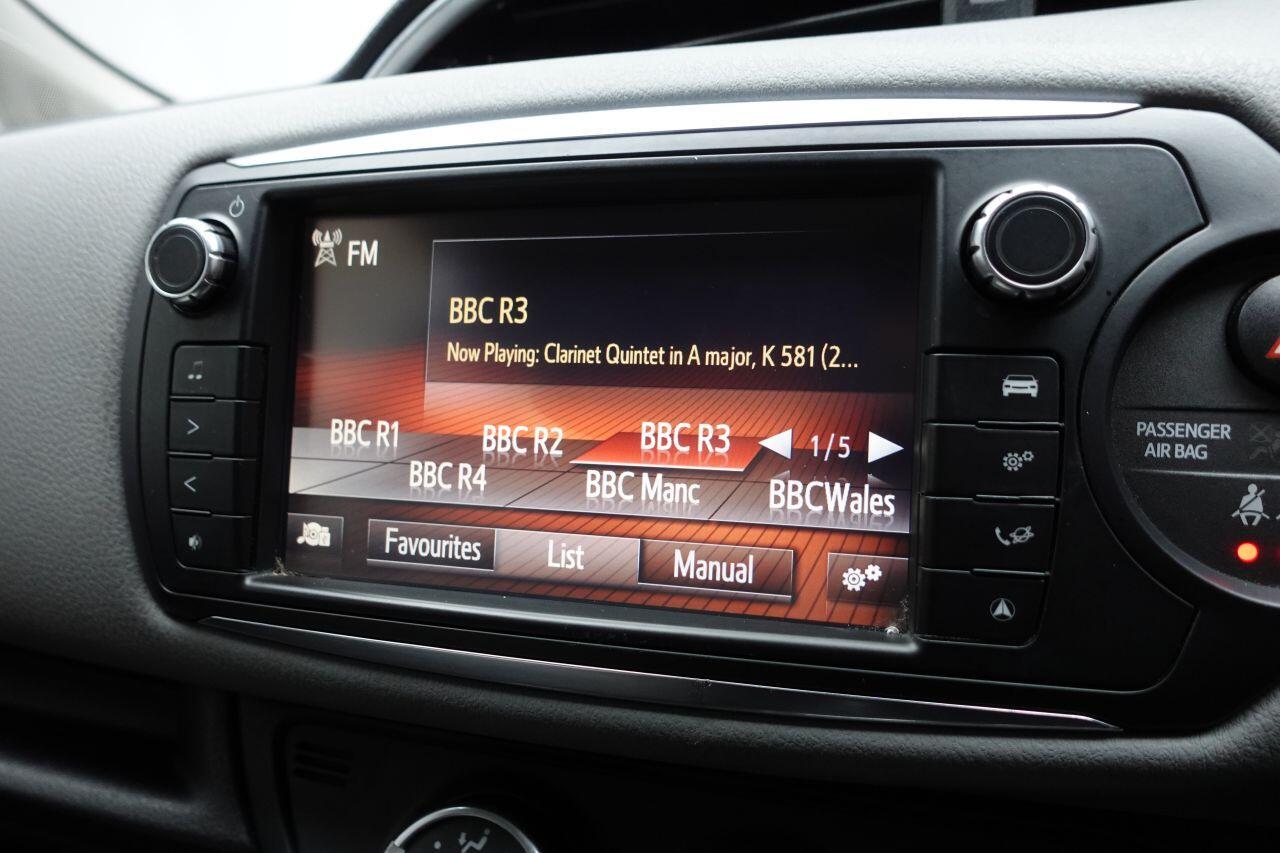 FM
BBC R3
Now Playing: Clarinet Quintet in A major, K 581 (2...
BBC R1 BBC R2 BBC R3 1/5
BBC R4 BBC Manc BBCWales
Favourites List Manual
PASSENGER
AIR BAG